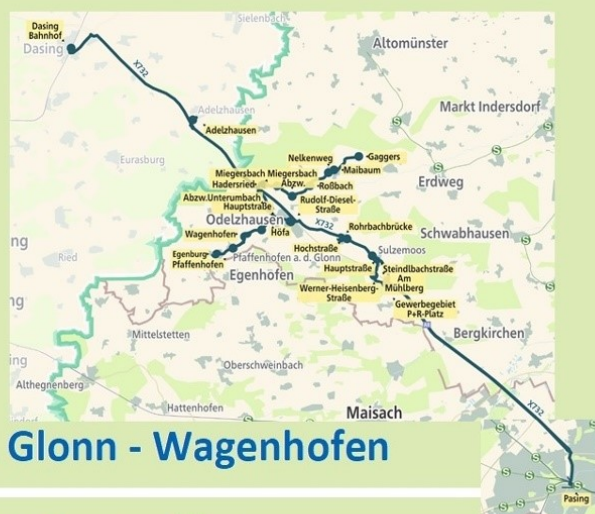 Dasing
Bahnhof
Dasing
Sielenbach
Altomünster
X732
Adelzhausen
Adelzhausen
Markt Indersdorf
S
Eurasburg
Nelkenweg
Gaggers
Miegersbach
Miegersbach
Abzw.
Maibaum
Hadersried
Roßbach
Erdweg
Abzw.Unterumbach
Hauptstraße
Rudolf-Diesel-
Straße
Odelzhausen
X732
Rohrbachbrücke
Wagenhofen
Höfa
Schwabhausen
S
Hochstraße
Sulzemoos
Egenburg
Pfaffenhofen
Pfaffenhofen a. d. Glonn
Ried
Egenhofen
Hauptstraße
Steindlbachstraße
Am
Mühlberg
Werner-Heisenberg-
Straße
Gewerbegebiet
P+R-Platz
Mittelstetten
Bergkirchen
Oberschweinbach
Althegnenberg
Hattenhofen
Maisach
X732
Glonn - Wagenhofen
Pasing